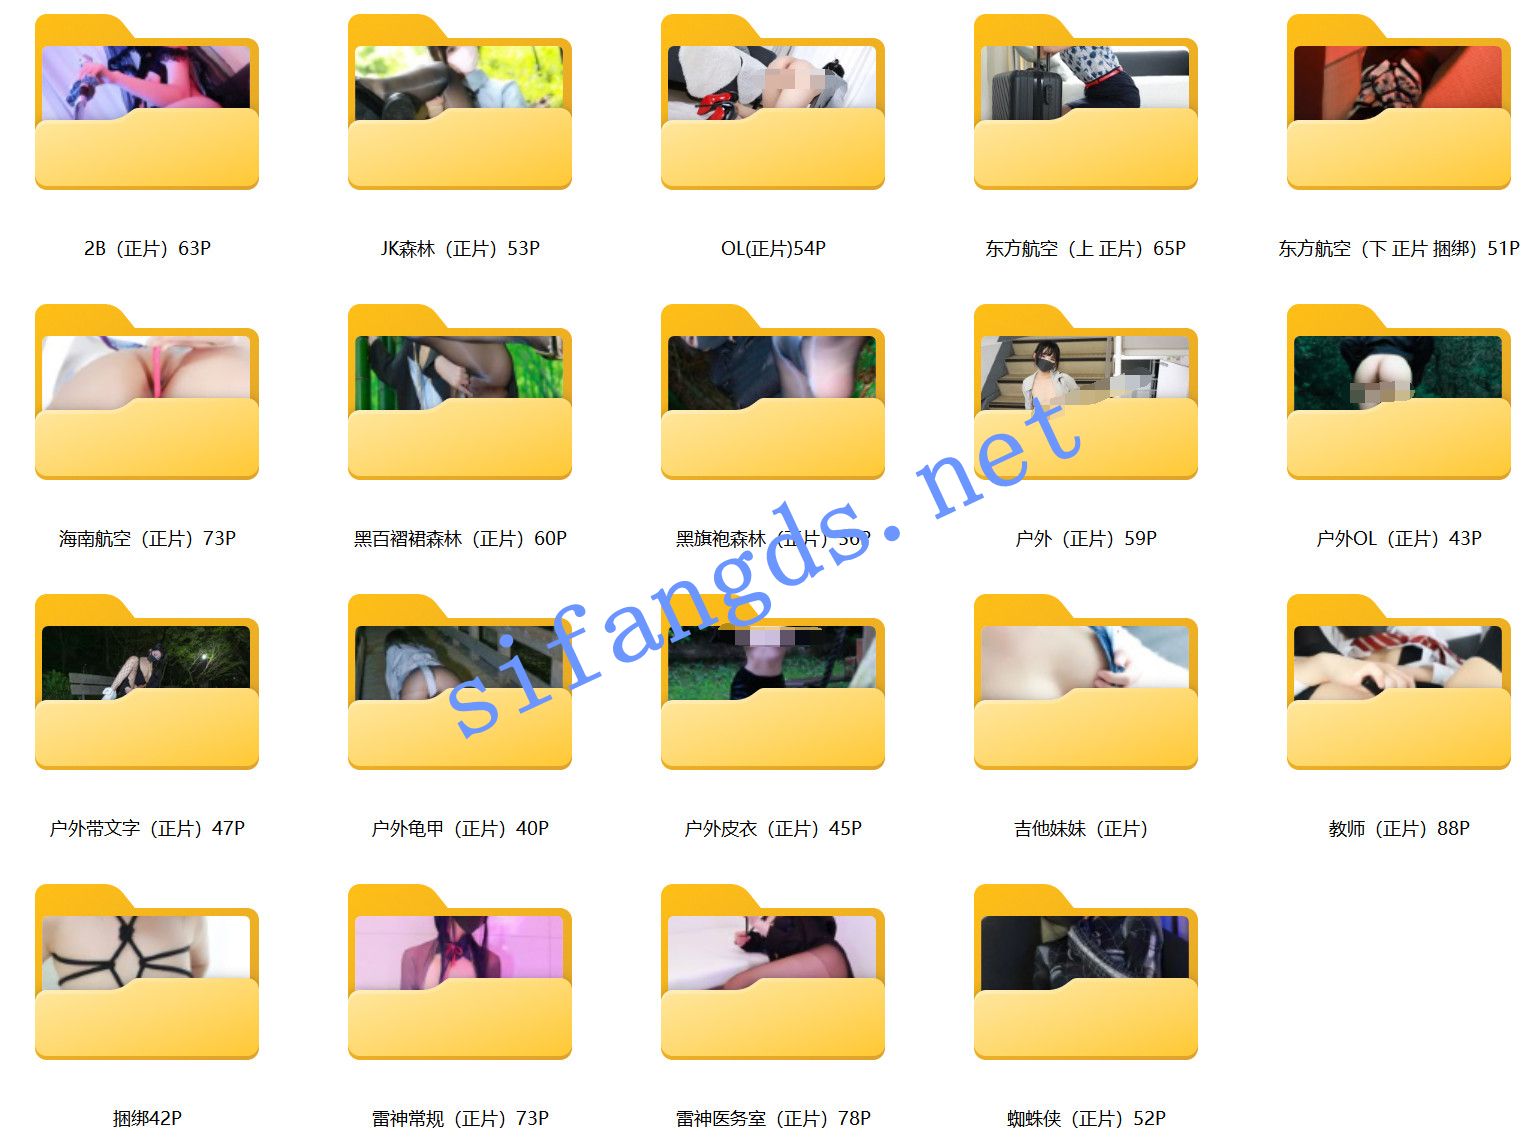 2B（正片）63P
JK森林（正片）53P
OL(正片)54P
东方航空（上 正片）65P
东方航空（下 正片 捆绑）51P
海南航空（正片）73P
黑百褶裙森林（正片）60P
黑旗袍森林（正片）56P
户外（正片）59P
户外OL（正片）43P
sifangds.net
户外带文字（正片）47P
户外龟甲（正片）40P
户外皮衣（正片）45P
吉他妹妹（正片）
教师（正片）88P
捆绑42P
雷神常规（正片）73P
雷神医务室（正片）78P
蜘蛛侠（正片）52P